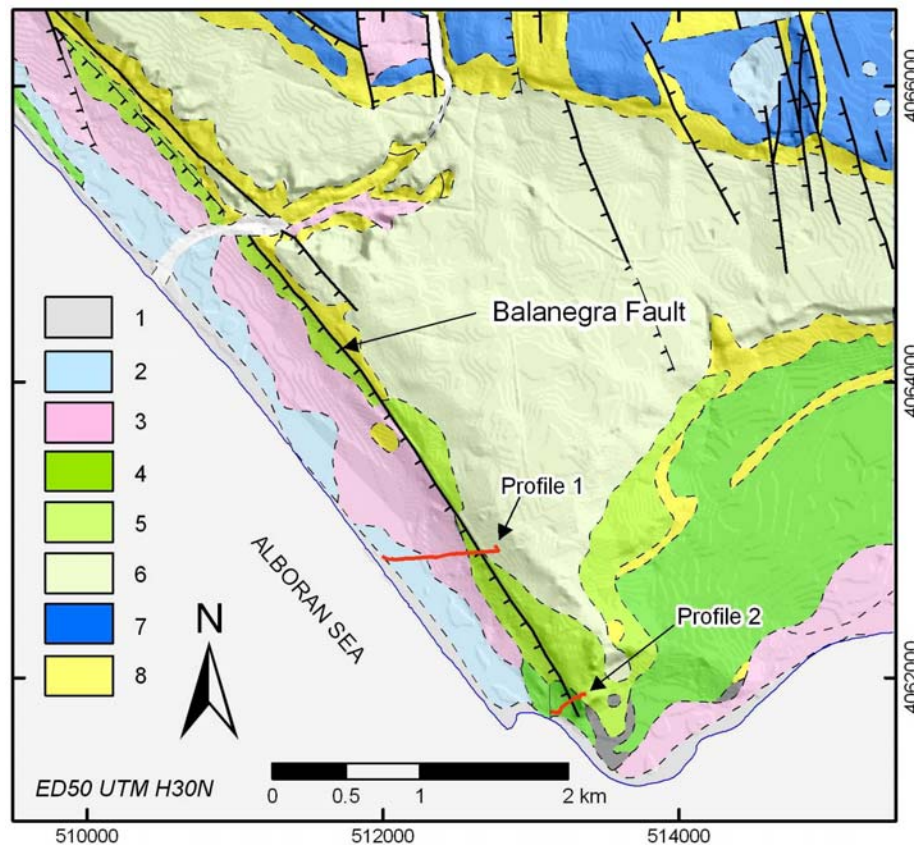 4066000
Balanegra Fault
1
2
3
4
5
6
7
8
4064000
Profile 1
ALBORAN SEA
N
Profile 2
4062000
ED50 UTM H30N
0 0.5 1 2 km
510000 512000 514000